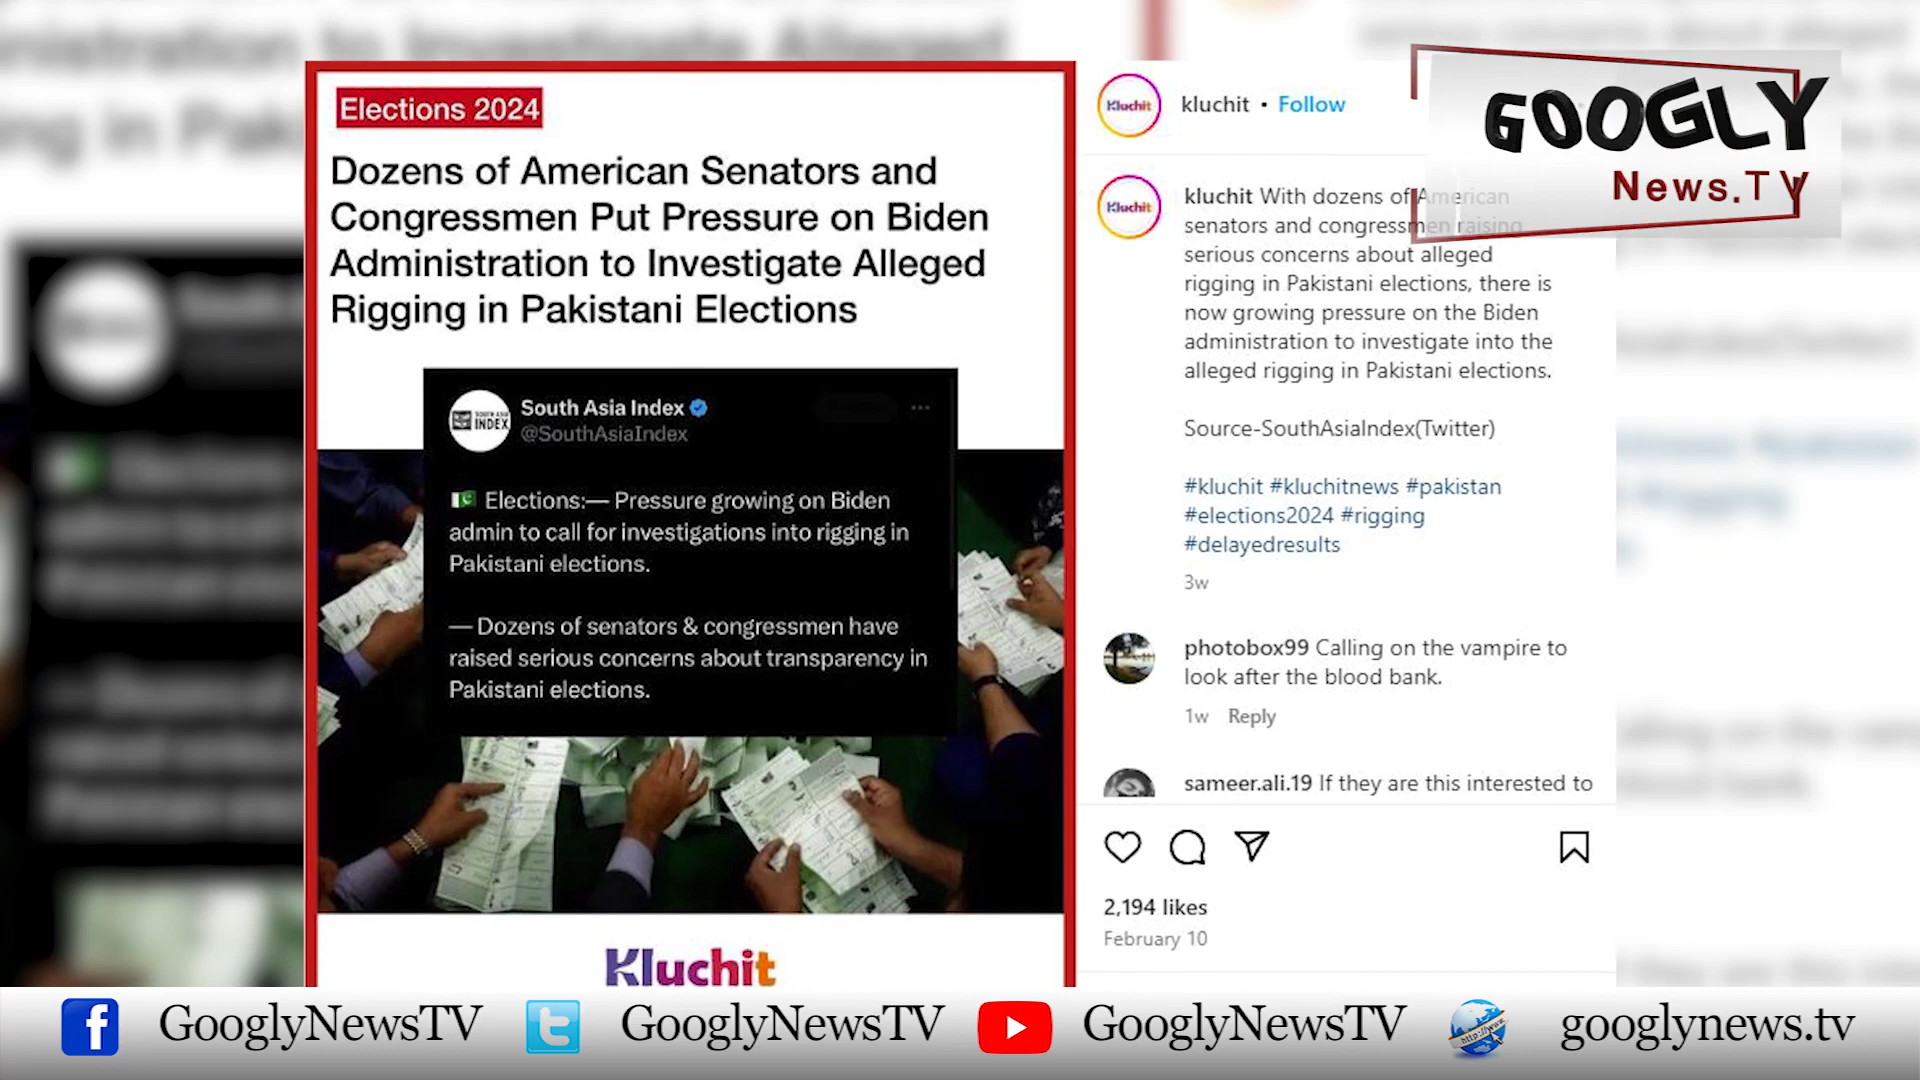 Elections 2024
Dozens of American Senators and
Congressmen Put Pressure on Biden
Administration to Investigate Alleged
Rigging in Pakistani Elections
SOUTH ASIA
INDEX
South Asia Index
@SouthAsiaIndex
Elections:— Pressure growing on Biden
admin to call for investigations into rigging in
Pakistani elections.
— Dozens of senators & congressmen have
raised serious concerns about transparency in
Pakistani elections.
Kluchit
Kluchit
kluchit • Follow
Kluchit
kluchit With dozens of American
senators and congressmen raising
serious concerns about alleged
rigging in Pakistani elections, there is
now growing pressure on the Biden
administration to investigate into the
alleged rigging in Pakistani elections.
Source-SouthAsiaIndex(Twitter)
#kluchit #kluchitnews #pakistan
#elections2024 #rigging
#delayedresults
3w
photobox99 Calling on the vampire to
look after the blood bank.
1w Reply
sameer.ali.19 If they are this interested to
2,194 likes
February 10
GOOGLY
News.TV
GooglyNewsTV
GooglyNewsTV
GooglyNewsTV
http://www
googlynews.tv